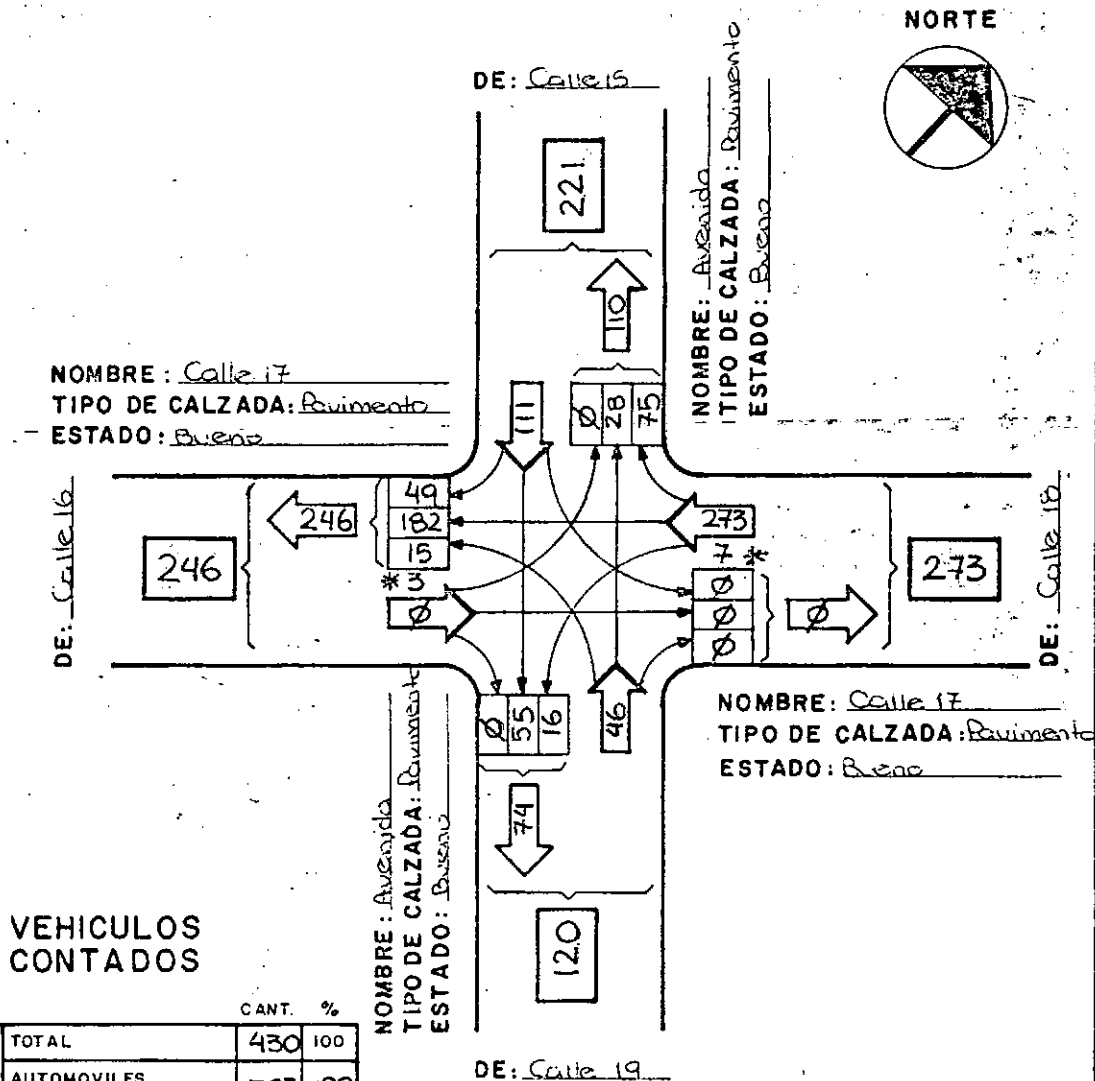 NORTE
DE: Calle 15
221
NOMBRE: Avenida
TIPO DE CALZADA: Pavimento
ESTADO: Bueno
110
Ø 28 75
111
NOMBRE: Calle 17
TIPO DE CALZADA: Pavimento
ESTADO: Bueno
DE: Calle 16
246
246
49
182
15
* 3
Ø
273
7 *
Ø
Ø
Ø
Ø
273
DE: Calle 18
Ø 55 16
46
74
120
NOMBRE: Calle 17
TIPO DE CALZADA: Pavimento
ESTADO: Bueno
NOMBRE: Avenida
TIPO DE CALZADA: Pavimento
ESTADO: Bueno
DE: Calle 19
VEHICULOS
CONTADOS
CANT. %
TOTAL 430 100
AUTOMOVILES